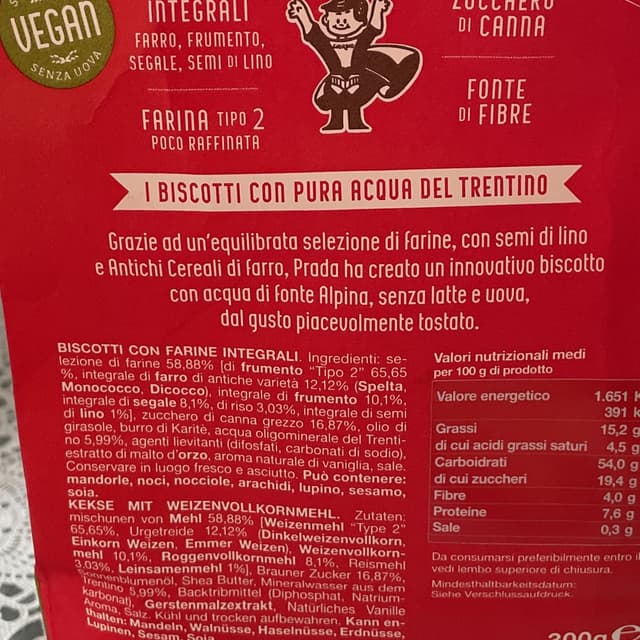 VEGAN
SENZA UOVA
INTEGRALI
FARRO, FRUMENTO,
SEGALE, SEMI DI LINO
FARINA TIPO 2
POCO RAFFINATA
ZUCCHERO
DI CANNA
FONTE
DI FIBRE
I BISCOTTI CON PURA ACQUA DEL TRENTINO
Grazie ad un'equilibrata selezione di farine, con semi di lino
e Antichi Cereali di farro, Prada ha creato un innovativo biscotto
con acqua di fonte Alpina, senza latte e uova,
dal gusto piacevolmente tostato.
BISCOTTI CON FARINE INTEGRALI. Ingredienti: se-
lezione di farine 58,88% [di frumento "Tipo 2" 65,65
%, integrale di farro di antiche varietà 12,12% (Spelta,
Monococco, Dicocco), integrale di frumento 10,1%,
integrale di segale 8,1%, di riso 3,03%, integrale di semi
di lino 1%], zucchero di canna grezzo 16,87%, olio di
girasole, burro di Karitè, acqua oligominerale del Trenti-
no 5,99%, agenti lievitanti (difosfati, carbonati di sodio),
estratto di malto d'orzo, aroma naturale di vaniglia, sale.
Conservare in luogo fresco e asciutto. Può contenere:
mandorle, noci, nocciole, arachidi, lupino, sesamo,
soia.
KEKSE MIT WEIZENVOLLKORNMEHL. Zutaten:
mischunen von Mehl 58,88% [Weizenmehl "Type 2"
65,65%, Urgetreide 12,12% (Dinkelweizenvollkorn,
Einkorn Weizen, Emmer Weizen), Weizenvollkorn-
mehl 10,1%, Roggenvollkornmehl 8,1%, Reismehl
3,03%, Leinsamenmehl 1%], Brauner Zucker 16,87%,
Sonnenblumenöl, Shea Butter, Mineralwasser aus dem
Trentino 5,99%, Backtribmittel (Diphosphat, Natrium-
karbonat), Gerstenmalzextrakt, Natürliches Vanille
Aroma, Salz. Kühl und trocken aufbewahren. Kann en-
thalten: Mandeln, Walnüsse, Haselnüsse, Erdnüsse,
Lupinen, Sesam, Soja.
Valori nutrizionali medi
per 100 g di prodotto
Valore energetico 1.651 k
391 k
Grassi 15,2 g
di cui acidi grassi saturi 4,5 g
Carboidrati 54,0 g
di cui zuccheri 19,4 g
Fibre 4,0 g
Proteine 7,6 g
Sale 0,3 g
Da consumarsi preferibilmente entro il
vedi lembo superiore di chiusura.
Mindesthaltbarkeitsdatum:
Siehe Verschlussaufdruck.
300g e